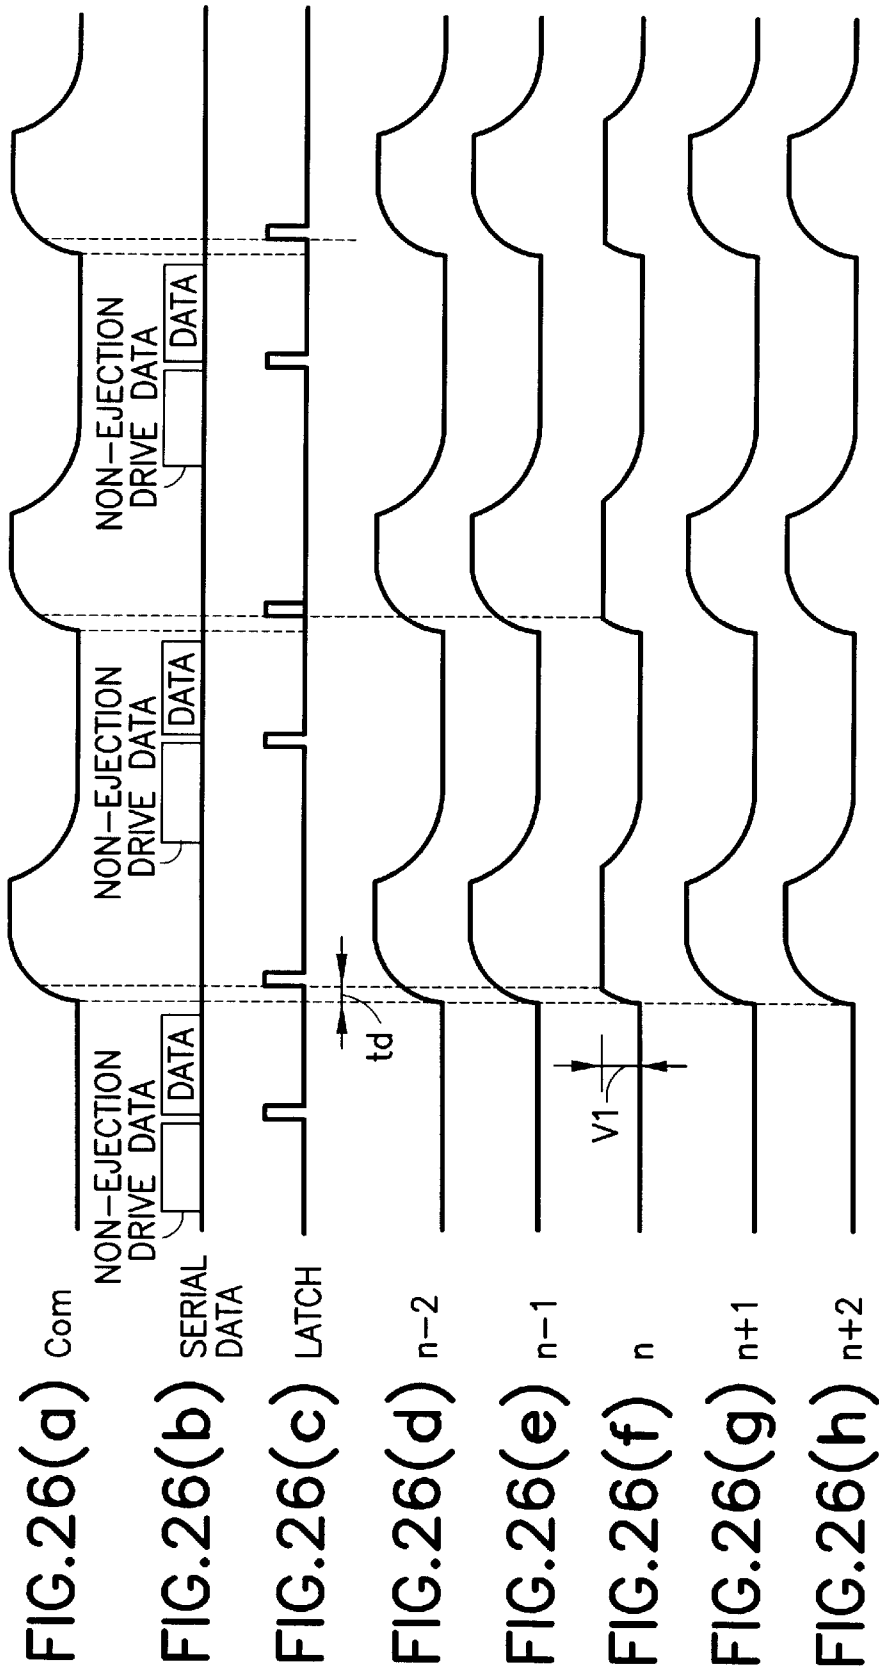 FIG.26(a) Com
NON-EJECTION
DRIVE DATA
DATA
NON-EJECTION
DRIVE DATA
DATA
NON-EJECTION
DRIVE DATA
DATA
FIG.26(b) SERIAL
DATA
FIG.26(c) LATCH
td
FIG.26(d) n-2
FIG.26(e) n-1
V1
FIG.26(f) n
FIG.26(g) n+1
FIG.26(h) n+2